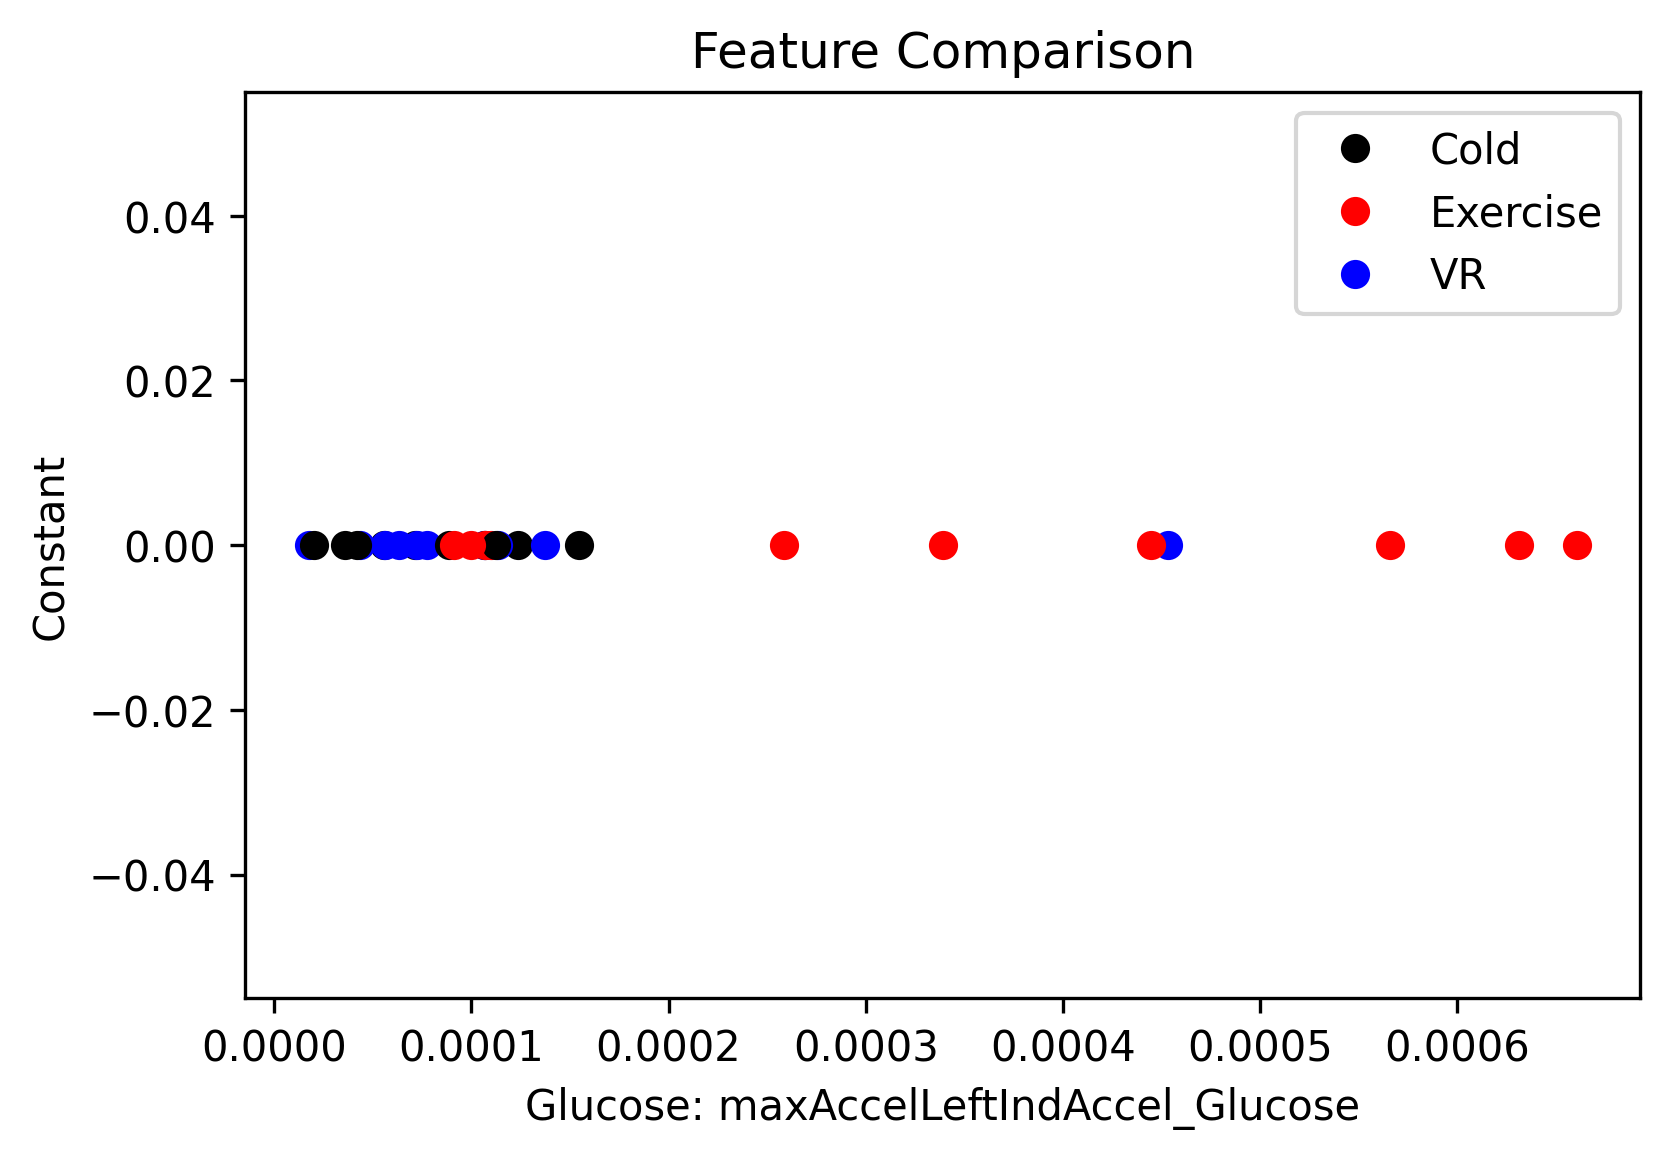 Feature Comparison
Cold
Exercise
VR
0.04
0.02
0.00
−0.02
−0.04
Constant
0.0000 0.0001 0.0002 0.0003 0.0004 0.0005 0.0006
Glucose: maxAccelLeftIndAccel_Glucose